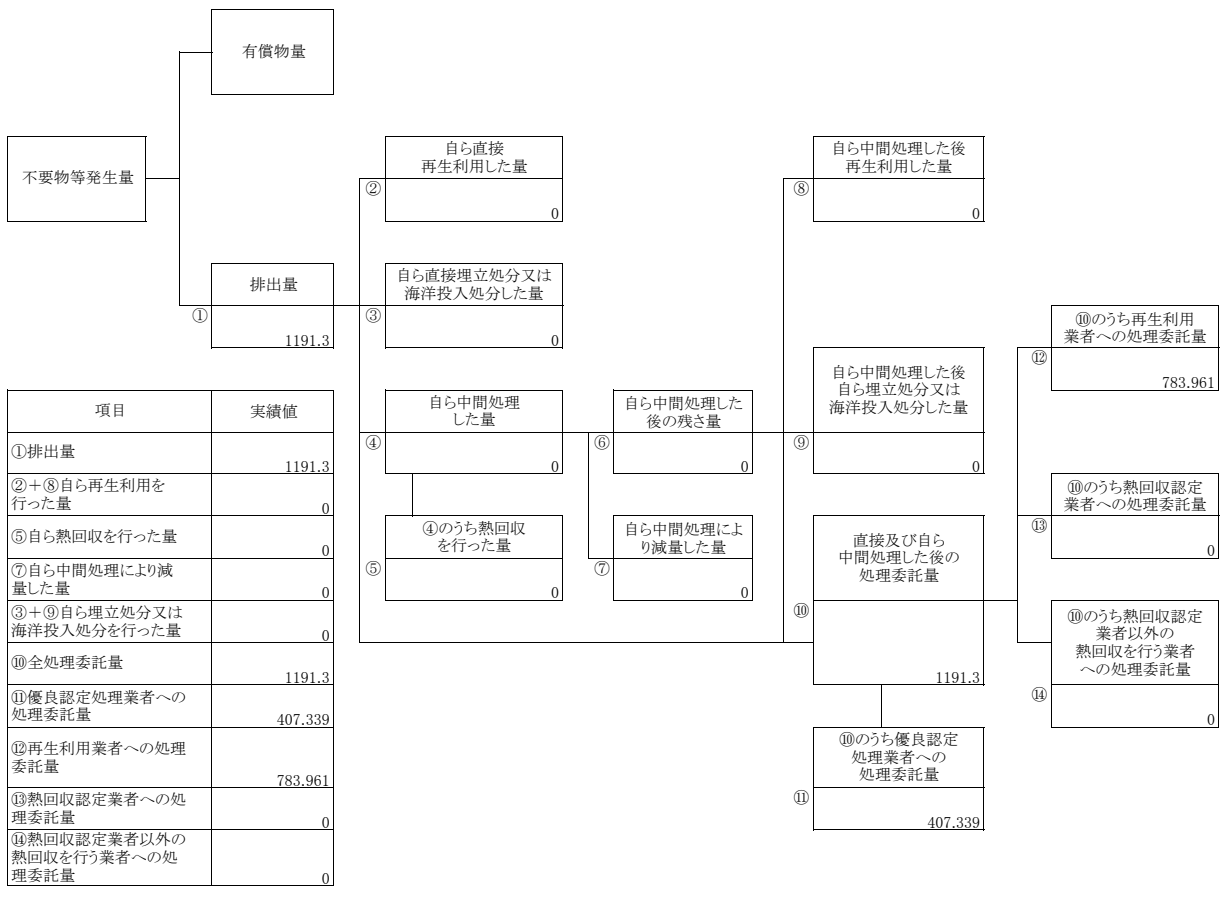 有償物量
不要物等発生量
排出量
①
1191.3
自ら直接
再生利用した量
②
0
自ら直接埋立処分又は
海洋投入処分した量
③
0
自ら中間処理
した量
④
0
④のうち熱回収
を行った量
⑤
0
自ら中間処理した
後の残さ量
⑥
0
自ら中間処理によ
り減量した量
⑦
0
自ら中間処理した後
再生利用した量
⑧
0
自ら中間処理した後
自ら埋立処分又は
海洋投入処分した量
⑨
0
直接及び自ら
中間処理した後の
処理委託量
⑩
1191.3
⑩のうち優良認定
処理業者への
処理委託量
⑪
407.339
⑩のうち再生利用
業者への処理委託量
⑫
783.961
⑩のうち熱回収認定
業者への処理委託量
⑬
0
⑩のうち熱回収認定
業者以外の
熱回収を行う業者
への処理委託量
⑭
0
項目 実績値
①排出量
1191.3
②＋⑧自ら再生利用を
行った量
0
⑤自ら熱回収を行った量
0
⑦自ら中間処理により減
量した量
0
③＋⑨自ら埋立処分又は
海洋投入処分を行った量
0
⑩全処理委託量
1191.3
⑪優良認定処理業者への
処理委託量
407.339
⑫再生利用業者への処理
委託量
783.961
⑬熱回収認定業者への処
理委託量
0
⑭熱回収認定業者以外の
熱回収を行う業者への処
理委託量
0